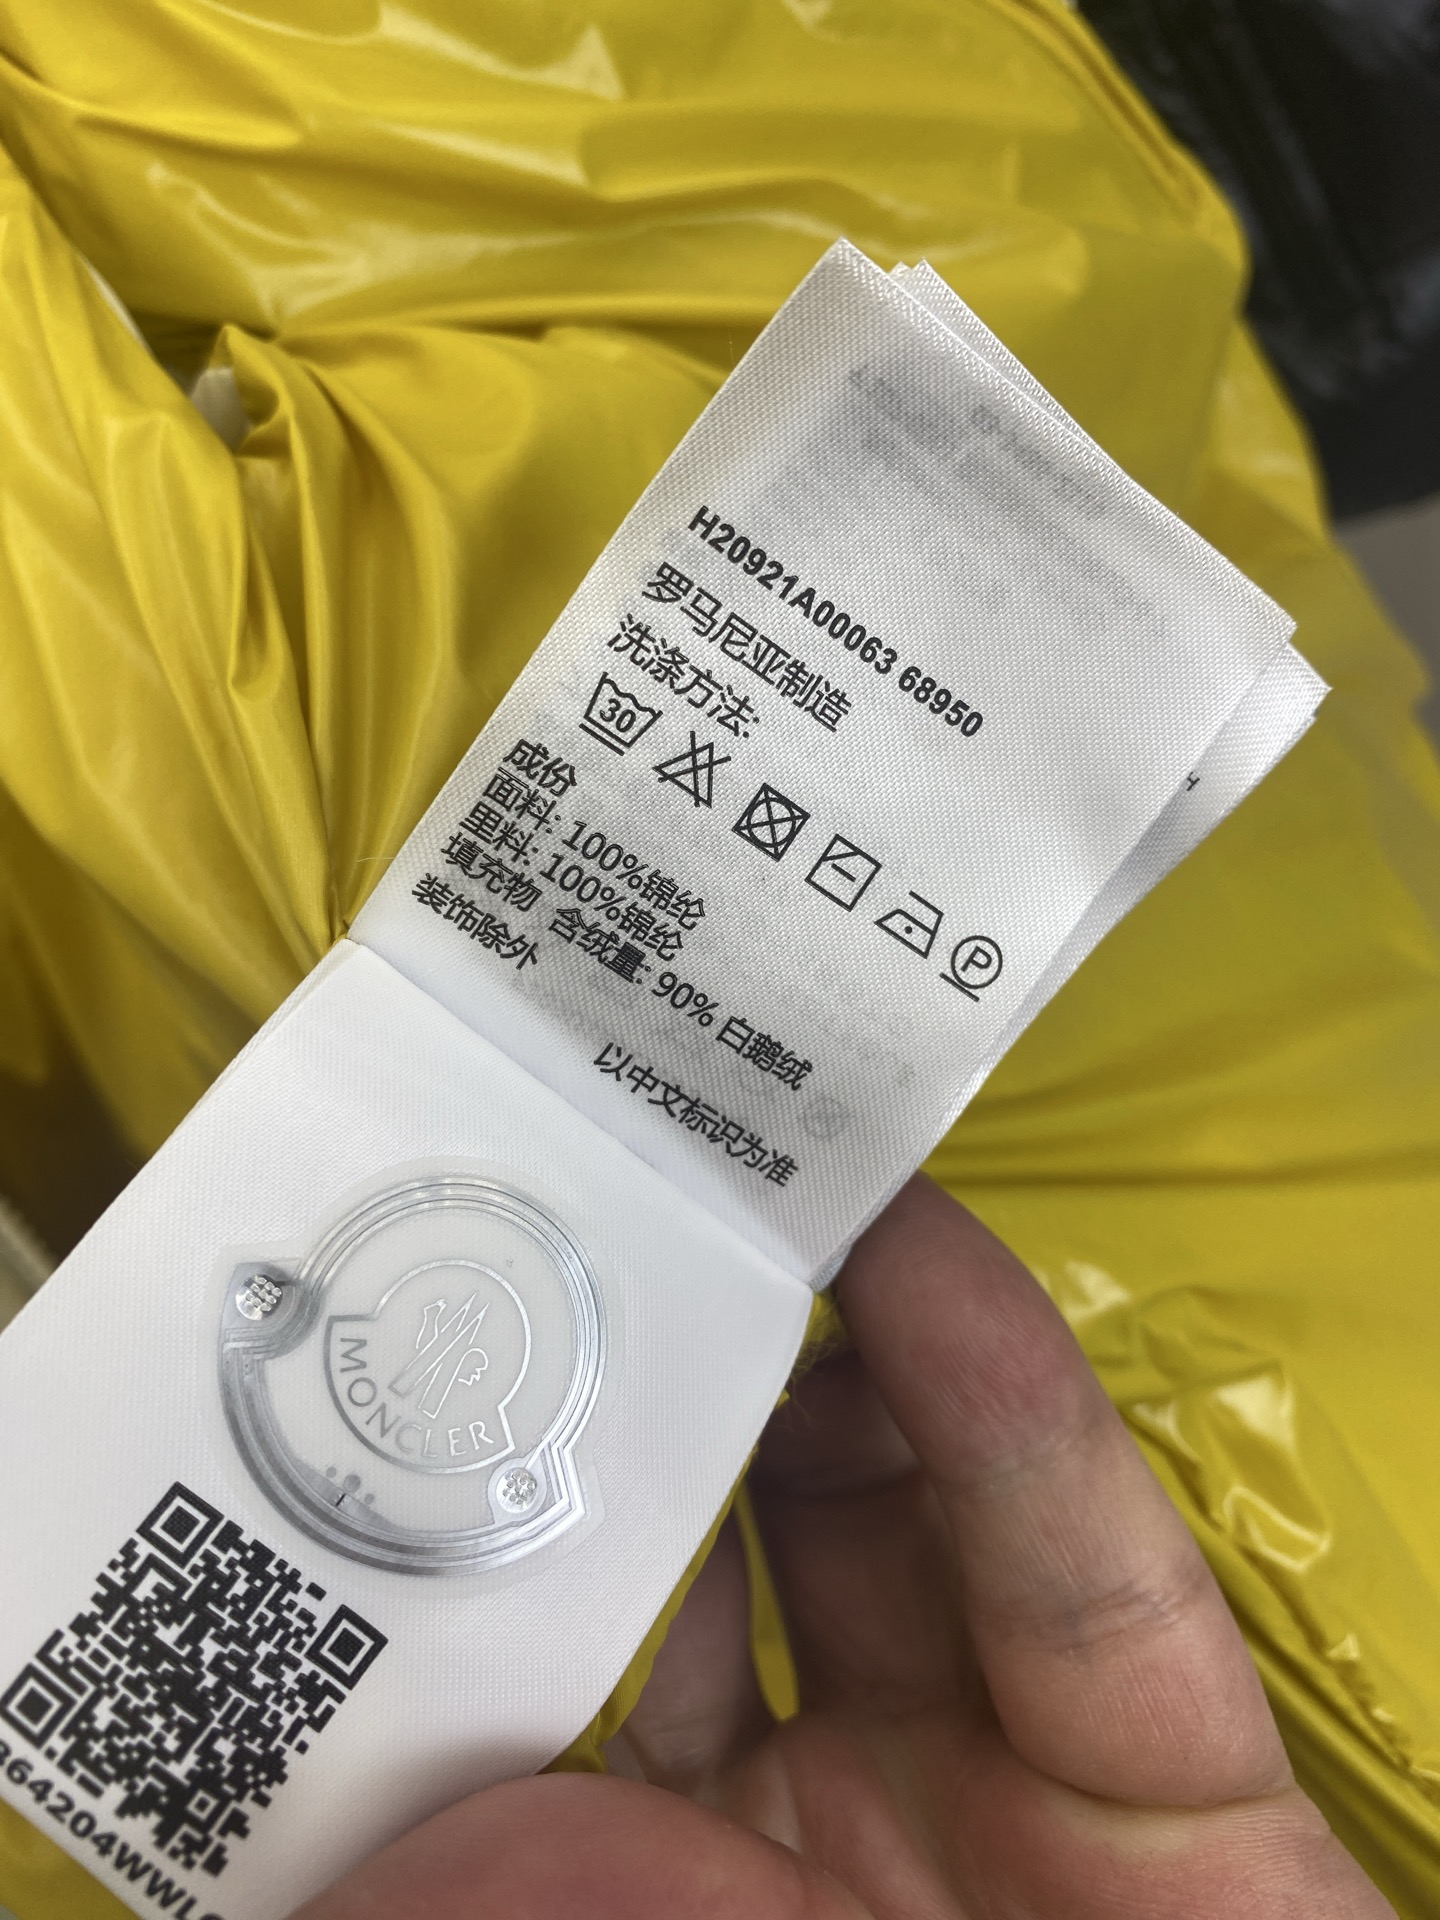 H20921A00063 68950
罗马尼亚制造
洗涤方法:
30
P
成份
面料: 100%锦纶
里料: 100%锦纶
填充物 含绒量: 90% 白鹅绒
装饰除外
以中文标识为准
MONCLER